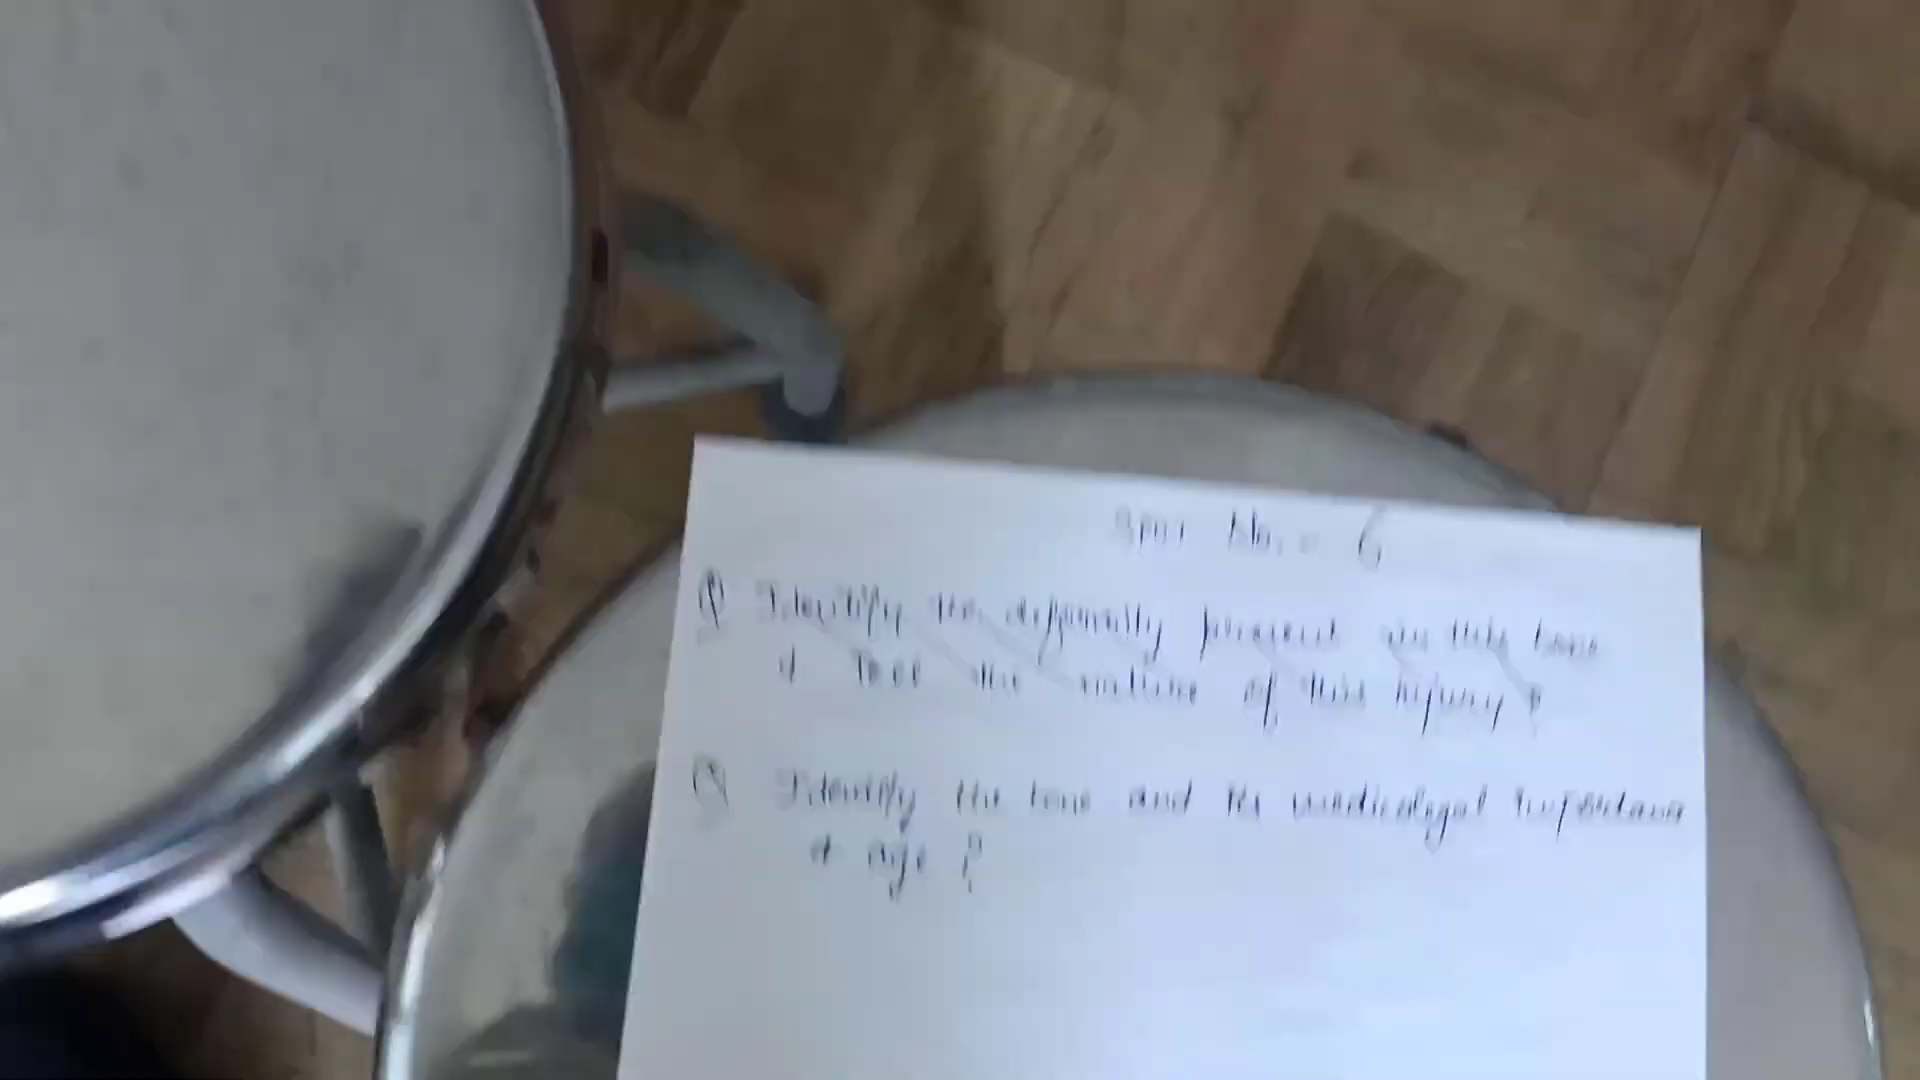 Spot No. = 6
Q Identify the deformity present in this bone
& Tell the nature of this injury?
Q Identify the bone and its medicolegal importance
& age?